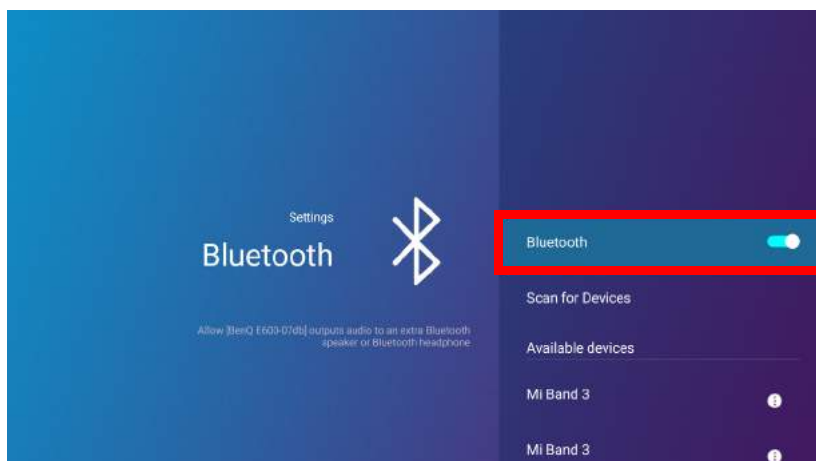 Settings
Bluetooth
Allow [BenQ E600-07db] outputs audio to an extra Bluetooth
speaker or Bluetooth headphone
Bluetooth
Scan for Devices
Available devices
Mi Band 3
Mi Band 3